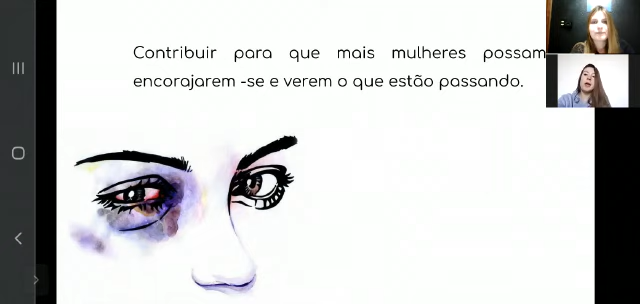 Contribuir para que mais mulheres possam
encorajarem -se e verem o que estão passando.